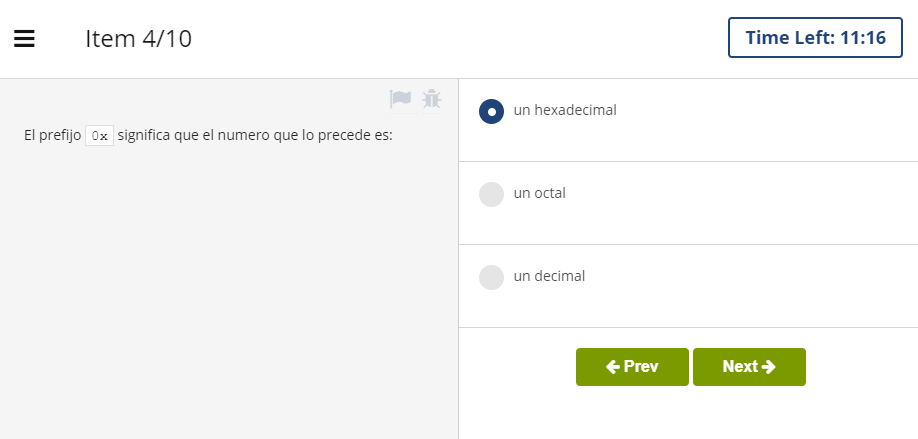 Item 4/10
Time Left: 11:16
El prefijo 0x significa que el numero que lo precede es:
un hexadecimal
un octal
un decimal
Prev
Next